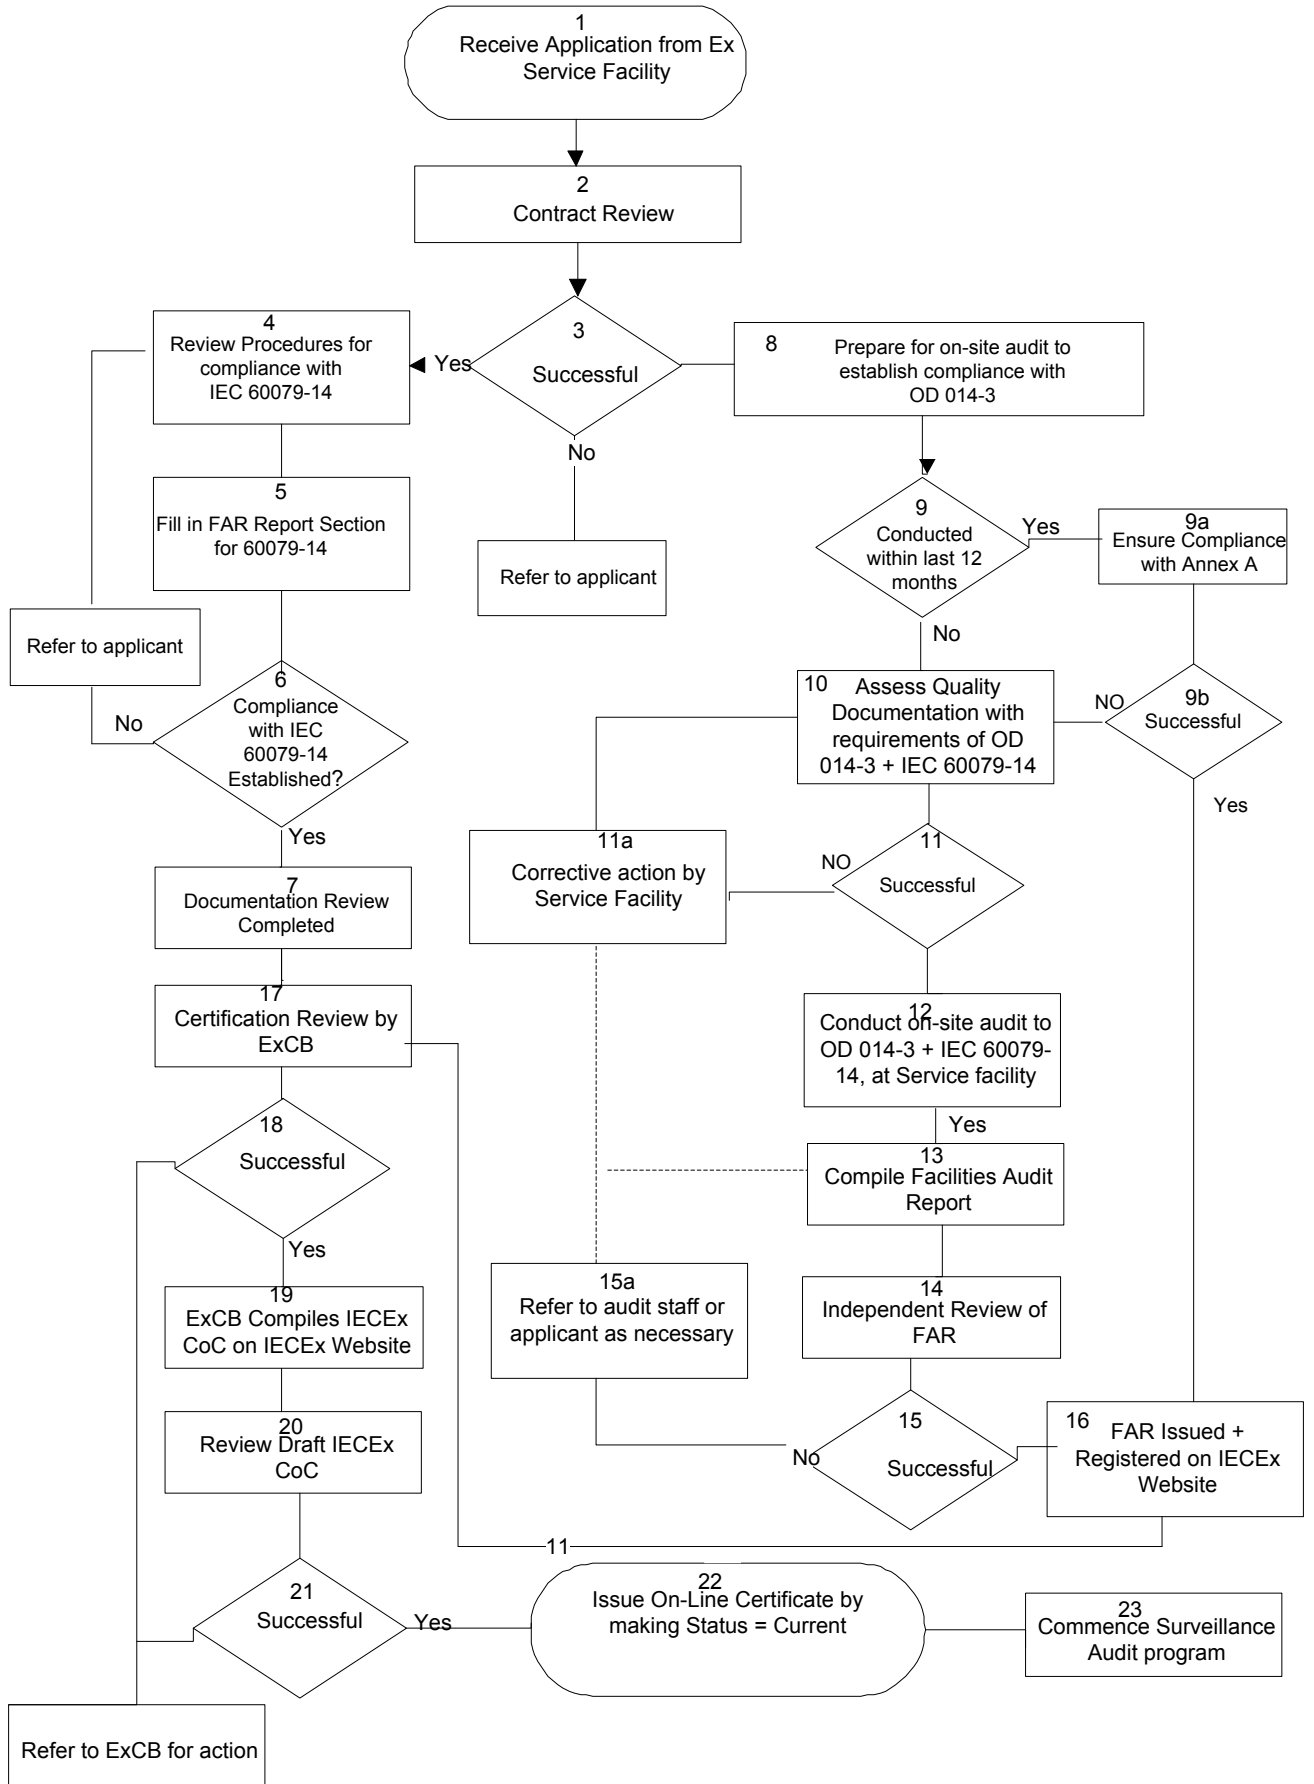 1
Receive Application from Ex
Service Facility
2
Contract Review
3
Successful
Yes
No
Refer to applicant
4
Review Procedures for
compliance with
IEC 60079-14
5
Fill in FAR Report Section
for 60079-14
Refer to applicant
6
Compliance
with IEC
60079-14
Established?
No
Yes
7
Documentation Review
Completed
17
Certification Review by
ExCB
18
Successful
Yes
19
ExCB Compiles IECEx
CoC on IECEx Website
20
Review Draft IECEx
CoC
21
Successful
Yes
Refer to ExCB for action
8
Prepare for on-site audit to
establish compliance with
OD 014-3
9
Conducted
within last 12
months
Yes
No
9a
Ensure Compliance
with Annex A
9b
Successful
NO
Yes
10
Assess Quality
Documentation with
requirements of OD
014-3 + IEC 60079-14
11
Successful
NO
11a
Corrective action by
Service Facility
12
Conduct on-site audit to
OD 014-3 + IEC 60079-
14, at Service facility
Yes
13
Compile Facilities Audit
Report
14
Independent Review of
FAR
15a
Refer to audit staff or
applicant as necessary
15
Successful
No
16
FAR Issued +
Registered on IECEx
Website
11
22
Issue On-Line Certificate by
making Status = Current
23
Commence Surveillance
Audit program